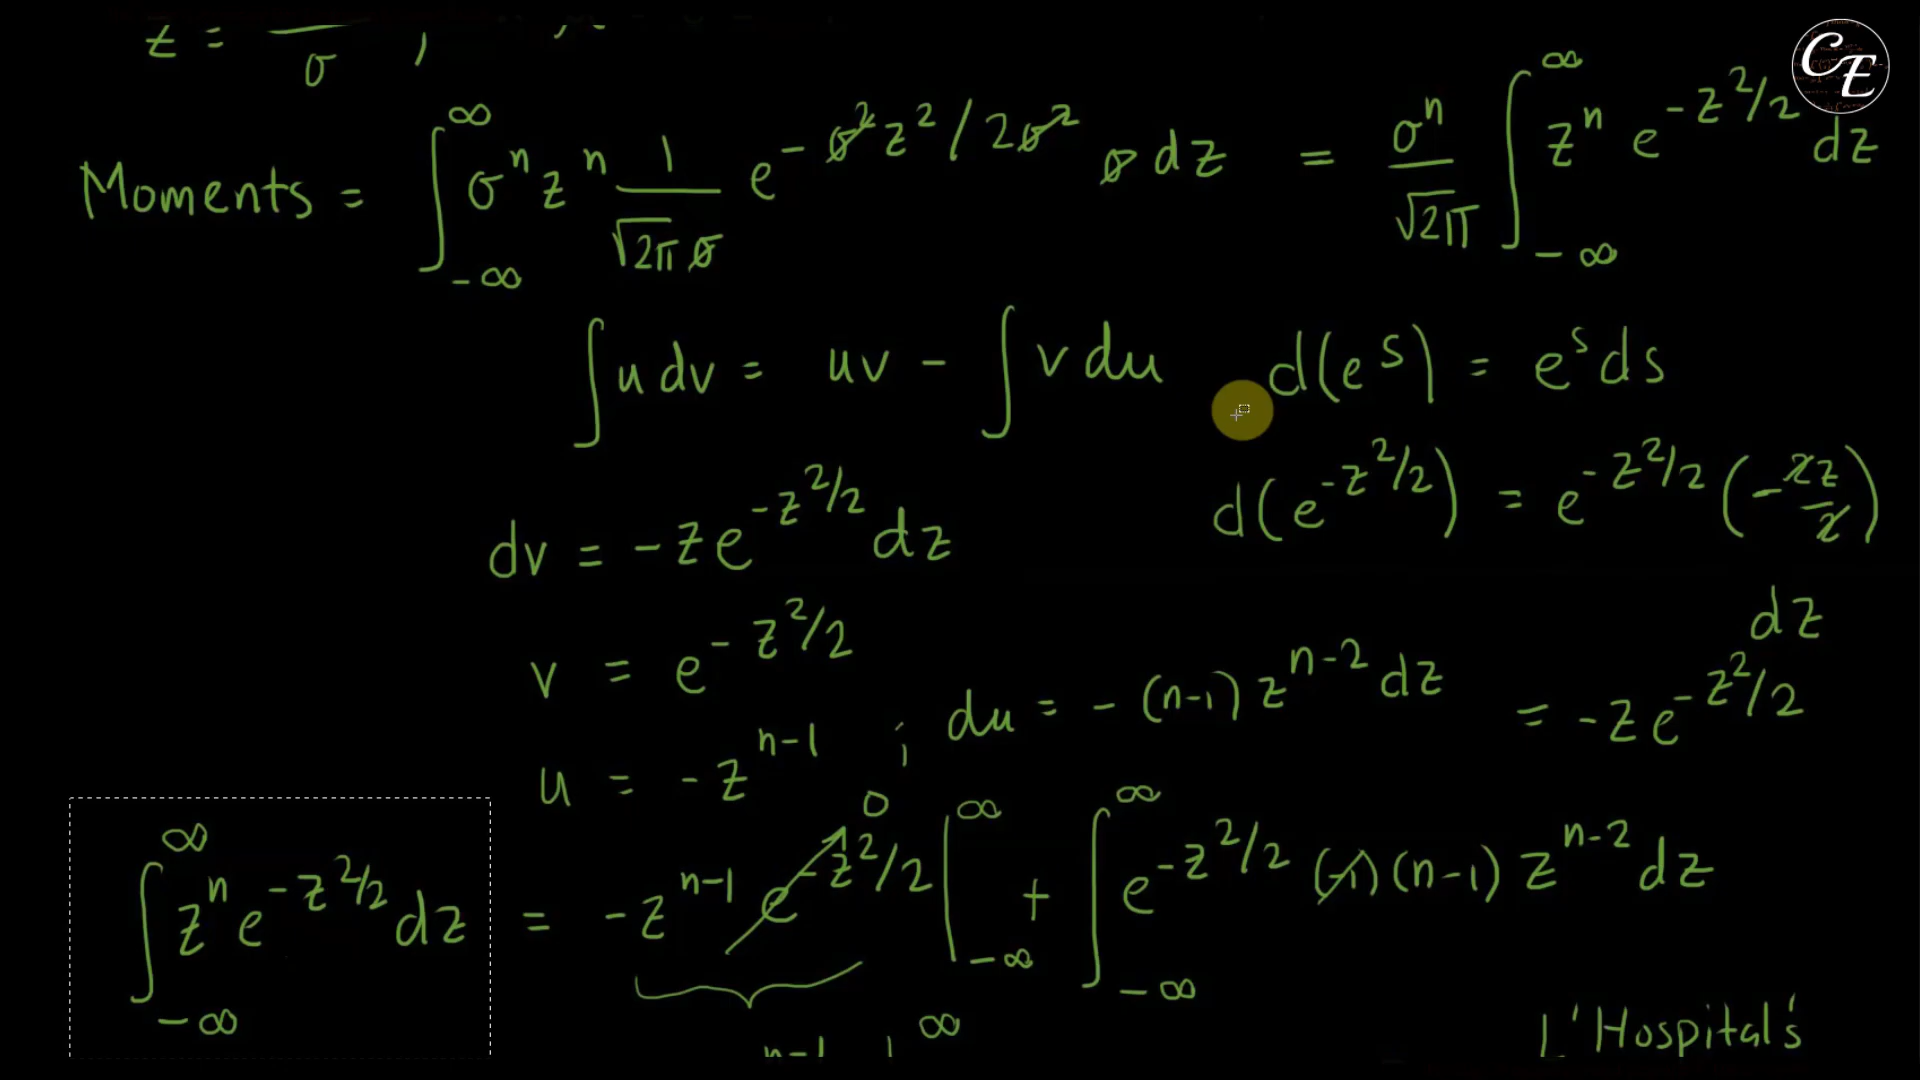 z = —/σ ,
Moments = ∫_{-∞}^{∞} σ^n z^n 1/(√2π σ) e^{-σ²z²/2σ²} σ dz = σ^n/√2π ∫_{-∞}^{∞} z^n e^{-z²/2} dz
CE
∫ u dv = uv - ∫ v du d(e^s) = e^s ds
d(e^{-z²/2}) = e^{-z²/2} (-2z/2) dz
dv = -z e^{-z²/2} dz
v = e^{-z²/2}
= -z e^{-z²/2}
u = -z^{n-1} ; du = -(n-1) z^{n-2} dz
∫_{-∞}^{∞} z^n e^{-z²/2} dz = -z^{n-1} e^{-z²/2} |_{-∞}^{∞} + ∫_{-∞}^{∞} e^{-z²/2} (-1) (n-1) z^{n-2} dz
0
n-1 | ∞
L'Hospital's